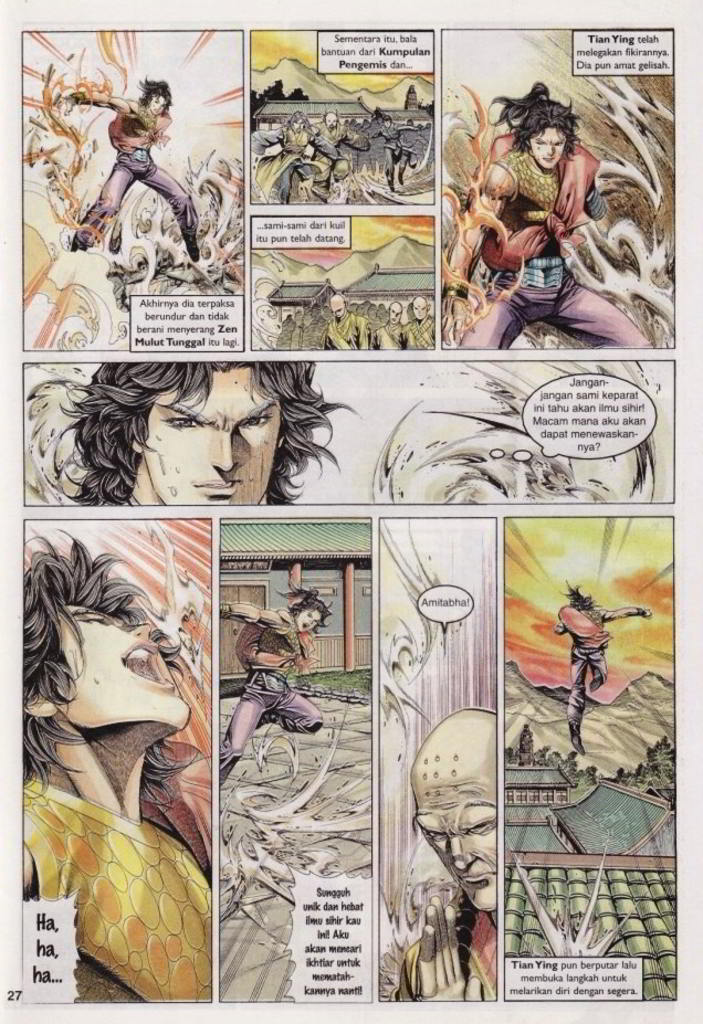 Akhirnya dia terpaksa
berundur dan tidak
berani menyerang Zen
Mulut Tunggal itu lagi.
Sementara itu, bala
bantuan dari Kumpulan
Pengemis dan...
...sami-sami dari kuil
itu pun telah datang.
Tian Ying telah
melegakan fikirannya.
Dia pun amat gelisah.
Jangan-
jangan sami keparat
ini tahu akan ilmu sihir!
Macam mana aku akan
dapat menewaskan-
nya?
Ha,
ha,
ha...
Sungguh
unik dan hebat
ilmu sihir kau
ini! Aku
akan mencari
ikhtiar untuk
mematah-
kannya nanti!
Amitabha!
Tian Ying pun berputar lalu
membuka langkah untuk
melarikan diri dengan segera.
27